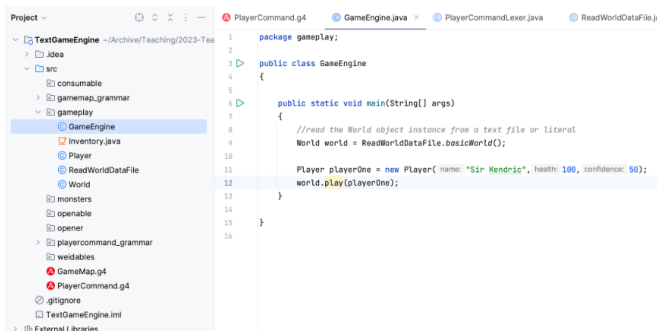 Project
PlayerCommand.g4
GameEngine.java
PlayerCommandLexer.java
ReadWorldDataFile.ja
TextGameEngine ~/Archive/Teaching/2023-Tea
.idea
src
consumable
gamemap_grammar
gameplay
GameEngine
Inventory.java
Player
ReadWorldDataFile
World
monsters
openable
opener
playercommand_grammar
weidables
GameMap.g4
PlayerCommand.g4
.gitignore
TextGameEngine.iml
External Libraries
1 package gameplay;
2
3 public class GameEngine
4 {
5
6 public static void main(String[] args)
7 {
8 //read the World object instance from a text file or literal
9 World world = ReadWorldDataFile.basicWorld();
10
11 Player playerOne = new Player( name: "Sir Kendric", health: 100, confidence: 50);
12 world.play(playerOne);
13 }
14
15 }
16